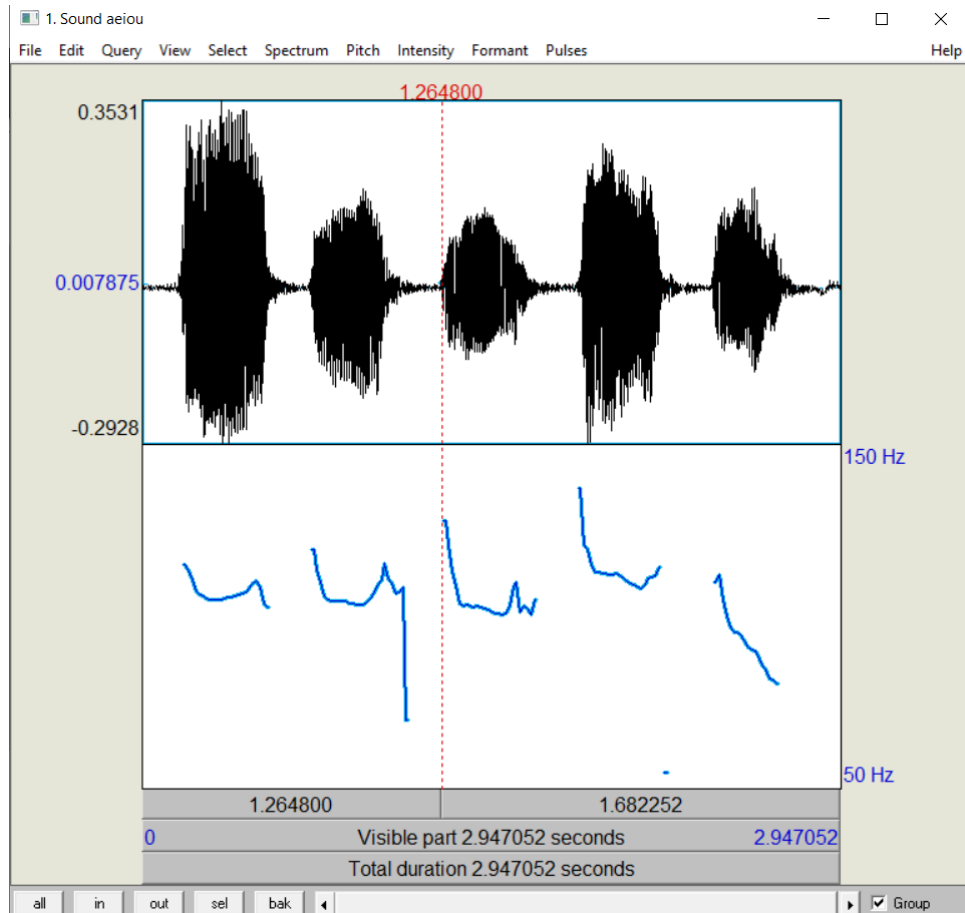 1. Sound aeiou
File Edit Query View Select Spectrum Pitch Intensity Formant Pulses Help
1.264800
0.3531
0.007875
-0.2928
150 Hz
50 Hz
1.264800 1.682252
0 Visible part 2.947052 seconds 2.947052
Total duration 2.947052 seconds
all in out sel bak Group